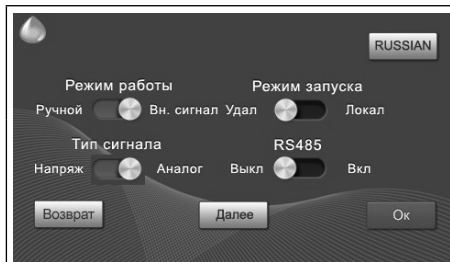 RUSSIAN
Режим работы Режим запуска
Ручной Вн. сигнал Удал Локал
Тип сигнала RS485
Напряж Аналог Выкл Вкл
Возврат Далее Ок